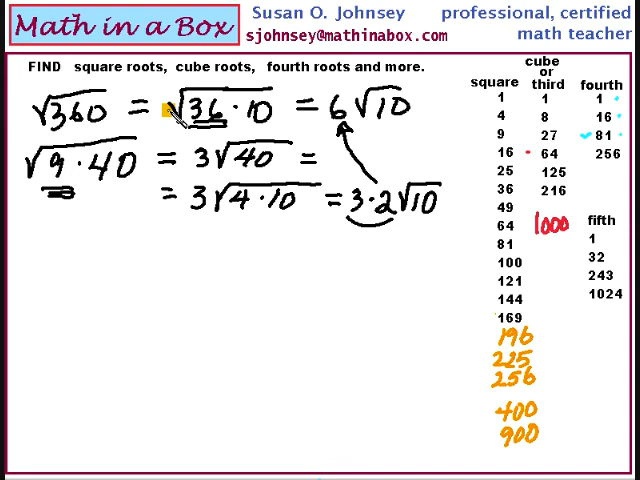 Math in a Box
Susan O. Johnsey professional, certified
sjohnsey@mathinabox.com math teacher
FIND square roots, cube roots, fourth roots and more.
√360 = √36·10 = 6√10
√9·40 = 3√40 =
= 3√4·10 = 3·2√10
square
1
4
9
16
25
36
49
64
81
100
121
144
169
196
225
256
400
900
cube
or
third
1
8
27
64
125
216
1000
fourth
1
16
81
256
fifth
1
32
243
1024